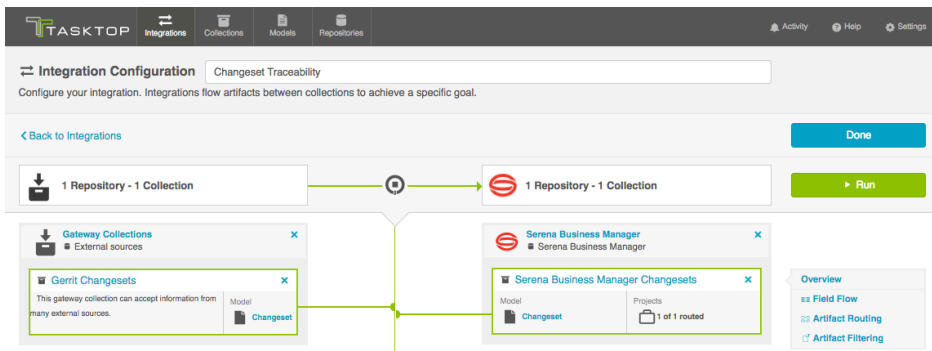 TASKTOP
Integrations
Collections
Models
Repositories
Activity
Help
Settings
Integration Configuration
Changeset Traceability
Configure your integration. Integrations flow artifacts between collections to achieve a specific goal.
Back to Integrations
Done
1 Repository - 1 Collection
1 Repository - 1 Collection
Run
Gateway Collections
External sources
Gerrit Changesets
This gateway collection can accept information from
many external sources.
Model
Changeset
Serena Business Manager
Serena Business Manager
Serena Business Manager Changesets
Model
Changeset
Projects
1 of 1 routed
Overview
Field Flow
Artifact Routing
Artifact Filtering